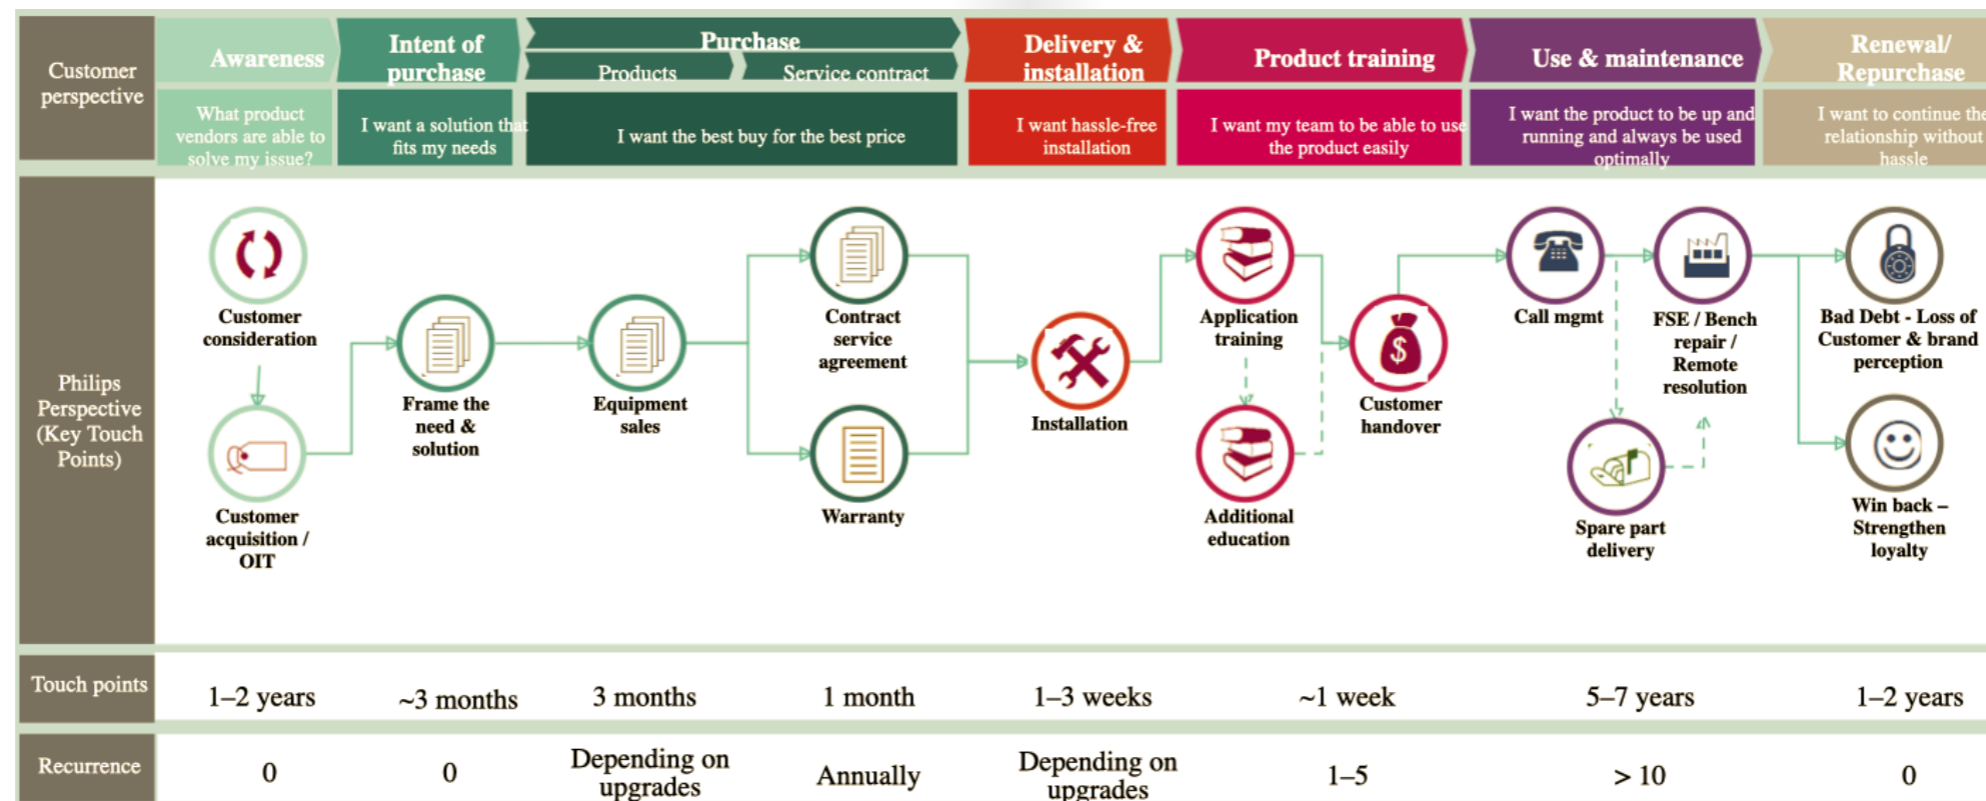 Customer
perspective
Awareness
Intent of
purchase
Purchase
Products
Service contract
Delivery &
installation
Product training
Use & maintenance
Renewal/
Repurchase
What product
vendors are able to
solve my issue?
I want a solution that
fits my needs
I want the best buy for the best price
I want hassle-free
installation
I want my team to be able to use
the product easily
I want the product to be up and
running and always be used
optimally
I want to continue the
relationship without
hassle
Philips
Perspective
(Key Touch
Points)
Customer
consideration
Customer
acquisition /
OIT
Frame the
need &
solution
Equipment
sales
Contract
service
agreement
Warranty
Installation
Application
training
Additional
education
$
Customer
handover
Call mgmt
Spare part
delivery
FSE / Bench
repair /
Remote
resolution
Bad Debt - Loss of
Customer & brand
perception
Win back –
Strengthen
loyalty
Touch points
1–2 years
~3 months
3 months
1 month
1–3 weeks
~1 week
5–7 years
1–2 years
Recurrence
0
0
Depending on
upgrades
Annually
Depending on
upgrades
1–5
> 10
0